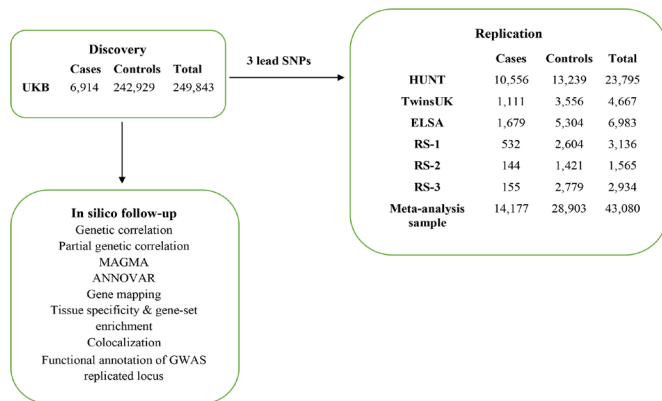 Discovery
Cases Controls Total
UKB 6,914 242,929 249,843
3 lead SNPs
Replication
Cases Controls Total
HUNT 10,556 13,239 23,795
TwinsUK 1,111 3,556 4,667
ELSA 1,679 5,304 6,983
RS-1 532 2,604 3,136
RS-2 144 1,421 1,565
RS-3 155 2,779 2,934
Meta-analysis 14,177 28,903 43,080
sample
In silico follow-up
Genetic correlation
Partial genetic correlation
MAGMA
ANNOVAR
Gene mapping
Tissue specificity & gene-set
enrichment
Colocalization
Functional annotation of GWAS
replicated locus